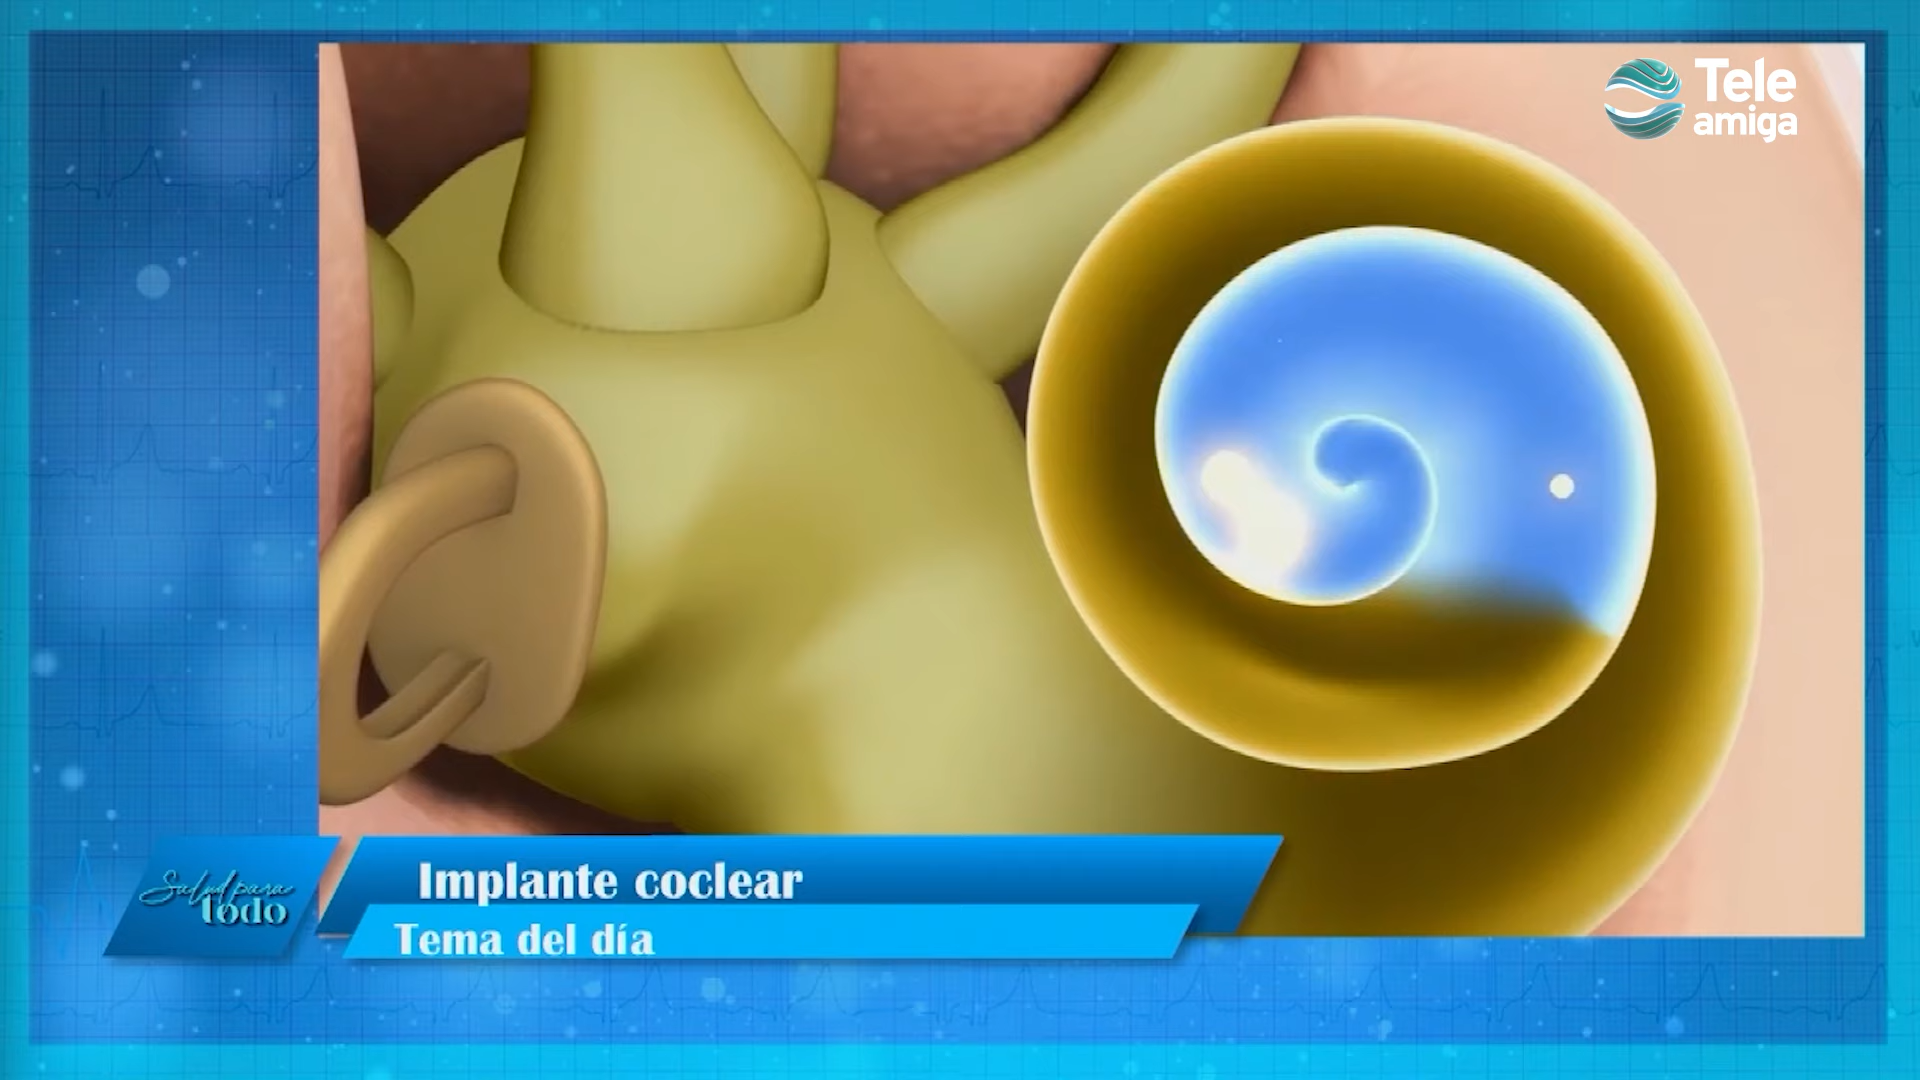 Tele
amiga
Implante coclear
Salud para
Todo
Tema del día